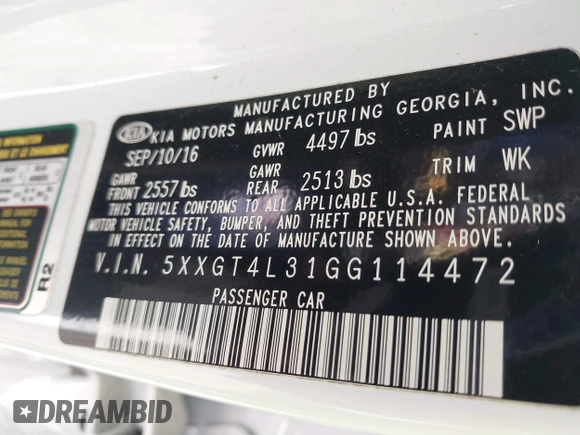 MANUFACTURED BY
KIA KIA MOTORS MANUFACTURING GEORGIA, INC.
SEP/10/16 GVWR 4497 lbs PAINT SWP
GAWR FRONT 2557 lbs GAWR REAR 2513 lbs TRIM WK
THIS VEHICLE CONFORMS TO ALL APPLICABLE U.S.A. FEDERAL
MOTOR VEHICLE SAFETY, BUMPER, AND THEFT PREVENTION STANDARDS
IN EFFECT ON THE DATE OF MANUFACTURE SHOWN ABOVE.
V.I.N. 5XXGT4L31GG114472
PASSENGER CAR
R2
DREAMBID